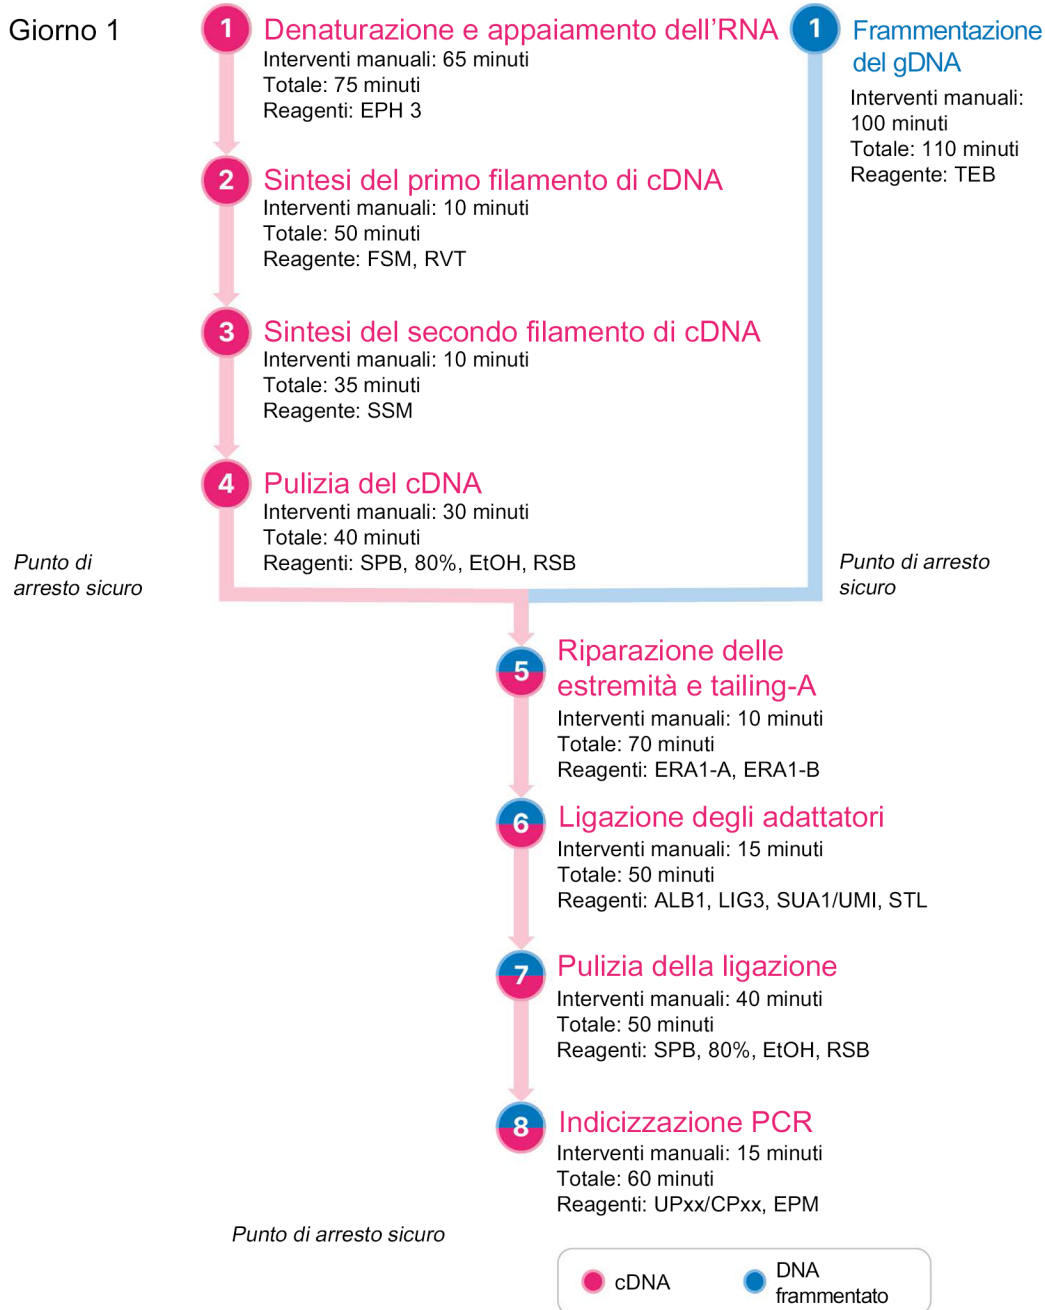 Giorno 1
1
Denaturazione e appaiamento dell'RNA
Interventi manuali: 65 minuti
Totale: 75 minuti
Reagenti: EPH 3
1
Frammentazione
del gDNA
Interventi manuali:
100 minuti
Totale: 110 minuti
Reagente: TEB
2
Sintesi del primo filamento di cDNA
Interventi manuali: 10 minuti
Totale: 50 minuti
Reagente: FSM, RVT
3
Sintesi del secondo filamento di cDNA
Interventi manuali: 10 minuti
Totale: 35 minuti
Reagente: SSM
4
Pulizia del cDNA
Interventi manuali: 30 minuti
Totale: 40 minuti
Reagenti: SPB, 80%, EtOH, RSB
Punto di
arresto sicuro
Punto di arresto
sicuro
5
Riparazione delle
estremità e tailing-A
Interventi manuali: 10 minuti
Totale: 70 minuti
Reagenti: ERA1-A, ERA1-B
6
Ligazione degli adattatori
Interventi manuali: 15 minuti
Totale: 50 minuti
Reagenti: ALB1, LIG3, SUA1/UMI, STL
7
Pulizia della ligazione
Interventi manuali: 40 minuti
Totale: 50 minuti
Reagenti: SPB, 80%, EtOH, RSB
8
Indicizzazione PCR
Interventi manuali: 15 minuti
Totale: 60 minuti
Reagenti: UPxx/CPxx, EPM
Punto di arresto sicuro
cDNA
DNA
frammentato